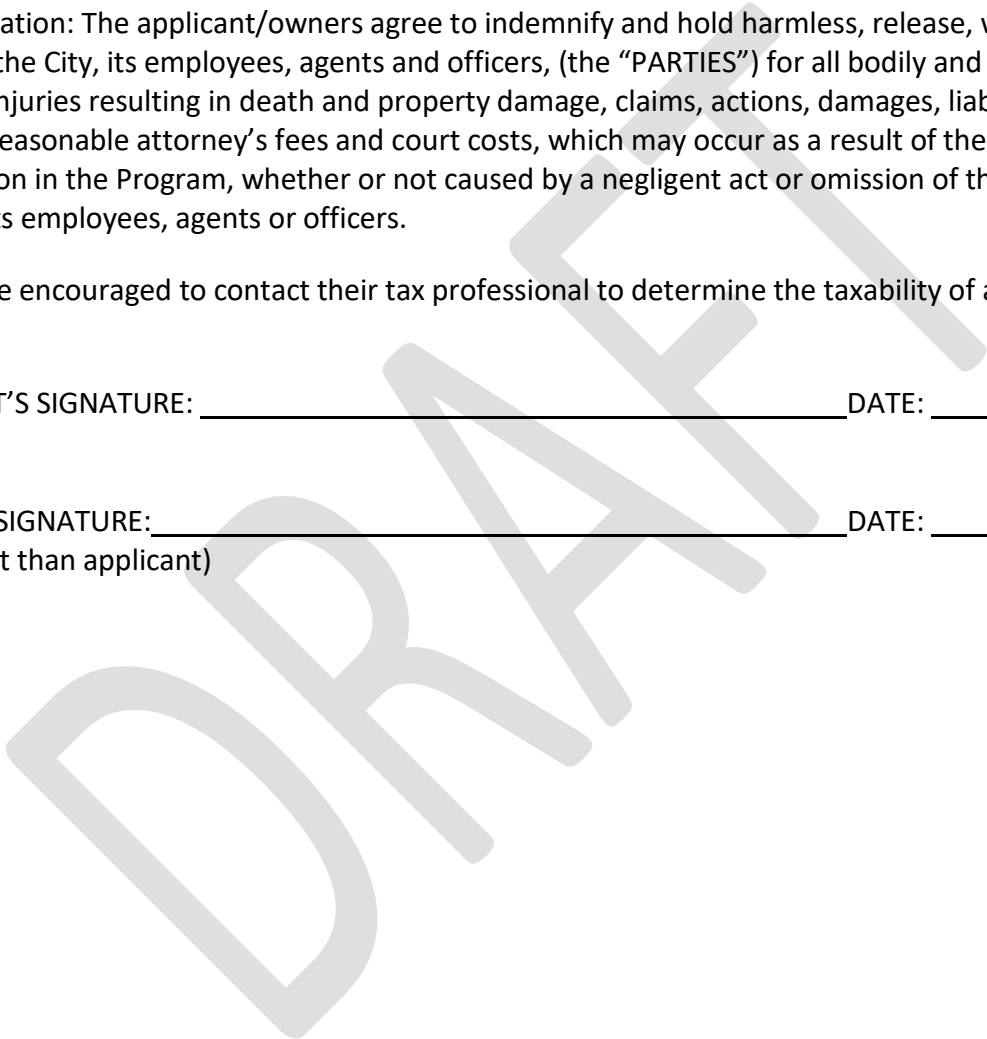 ation: The applicant/owners agree to indemnify and hold harmless, release,
the City, its employees, agents and officers, (the “PARTIES”) for all bodily and
njuries resulting in death and property damage, claims, actions, damages, liab
easonable attorney’s fees and court costs, which may occur as a result of the
on in the Program, whether or not caused by a negligent act or omission of th
ts employees, agents or officers.
e encouraged to contact their tax professional to determine the taxability of a
T’S SIGNATURE: DATE:
SIGNATURE: DATE:
t than applicant)
DRAFT